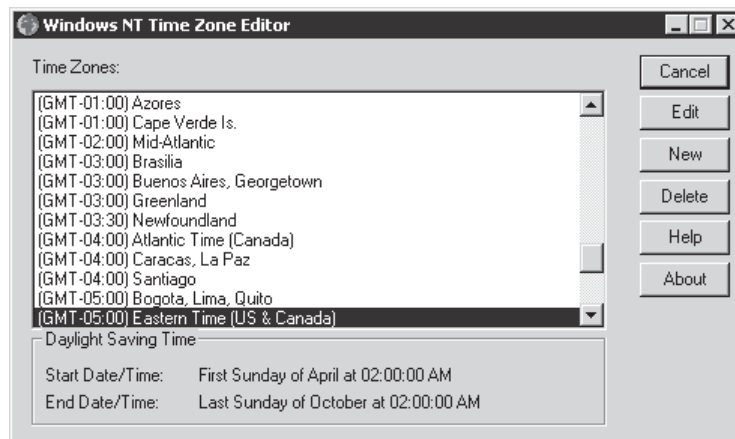 Windows NT Time Zone Editor
Time Zones:
(GMT-01:00) Azores
(GMT-01:00) Cape Verde Is.
(GMT-02:00) Mid-Atlantic
(GMT-03:00) Brasilia
(GMT-03:00) Buenos Aires, Georgetown
(GMT-03:00) Greenland
(GMT-03:30) Newfoundland
(GMT-04:00) Atlantic Time (Canada)
(GMT-04:00) Caracas, La Paz
(GMT-04:00) Santiago
(GMT-05:00) Bogota, Lima, Quito
(GMT-05:00) Eastern Time (US & Canada)
Daylight Saving Time
Start Date/Time: First Sunday of April at 02:00:00 AM
End Date/Time: Last Sunday of October at 02:00:00 AM
Cancel
Edit
New
Delete
Help
About